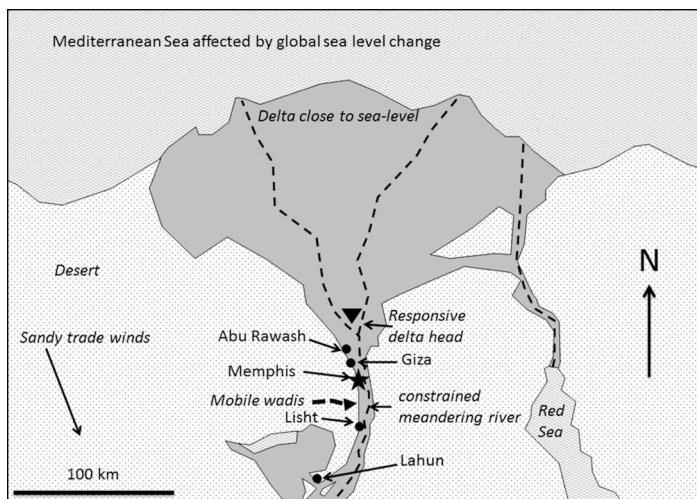 Mediterranean Sea affected by global sea level change
Delta close to sea-level
Desert
N
Responsive
delta head
Sandy trade winds
Abu Rawash
Giza
Memphis
Mobile wadis
constrained
meandering river
Lisht
Red
Sea
Lahun
100 km